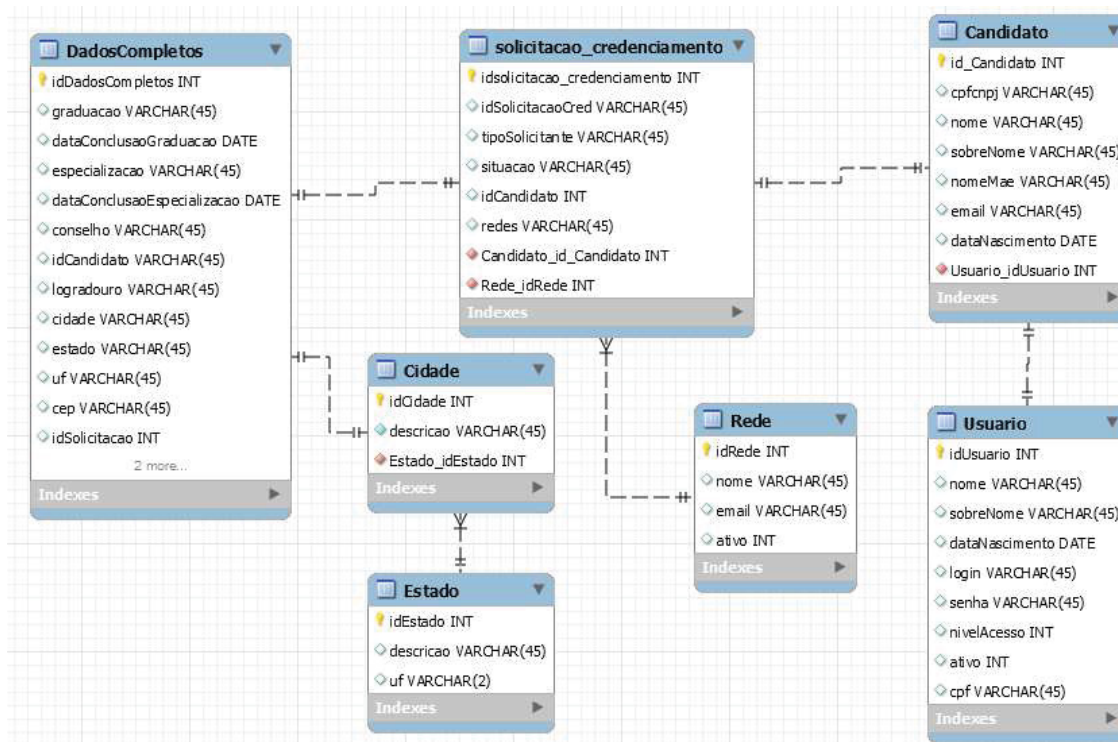 DadosCompletos
idDadosCompletos INT
graduacao VARCHAR(45)
dataConclusaoGraduacao DATE
especializacao VARCHAR(45)
dataConclusaoEspecializacao DATE
conselho VARCHAR(45)
idCandidato VARCHAR(45)
logradouro VARCHAR(45)
cidade VARCHAR(45)
estado VARCHAR(45)
uf VARCHAR(45)
cep VARCHAR(45)
idSolicitacao INT
2 more...
Indexes
solicitacao_credenciamento
idsolicitacao_credenciamento INT
idSolicitacaoCred VARCHAR(45)
tipoSolicitante VARCHAR(45)
situacao VARCHAR(45)
idCandidato INT
redes VARCHAR(45)
Candidato_id_Candidato INT
Rede_idRede INT
Indexes
Candidato
id_Candidato INT
cpfcnpj VARCHAR(45)
nome VARCHAR(45)
sobreNome VARCHAR(45)
nomeMae VARCHAR(45)
email VARCHAR(45)
dataNascimento DATE
Usuario_idUsuario INT
Indexes
Cidade
idCidade INT
descricao VARCHAR(45)
Estado_idEstado INT
Indexes
Rede
idRede INT
nome VARCHAR(45)
email VARCHAR(45)
ativo INT
Indexes
Usuario
idUsuario INT
nome VARCHAR(45)
sobreNome VARCHAR(45)
dataNascimento DATE
login VARCHAR(45)
senha VARCHAR(45)
nivelAcesso INT
ativo INT
cpf VARCHAR(45)
Indexes
Estado
idEstado INT
descricao VARCHAR(45)
uf VARCHAR(2)
Indexes